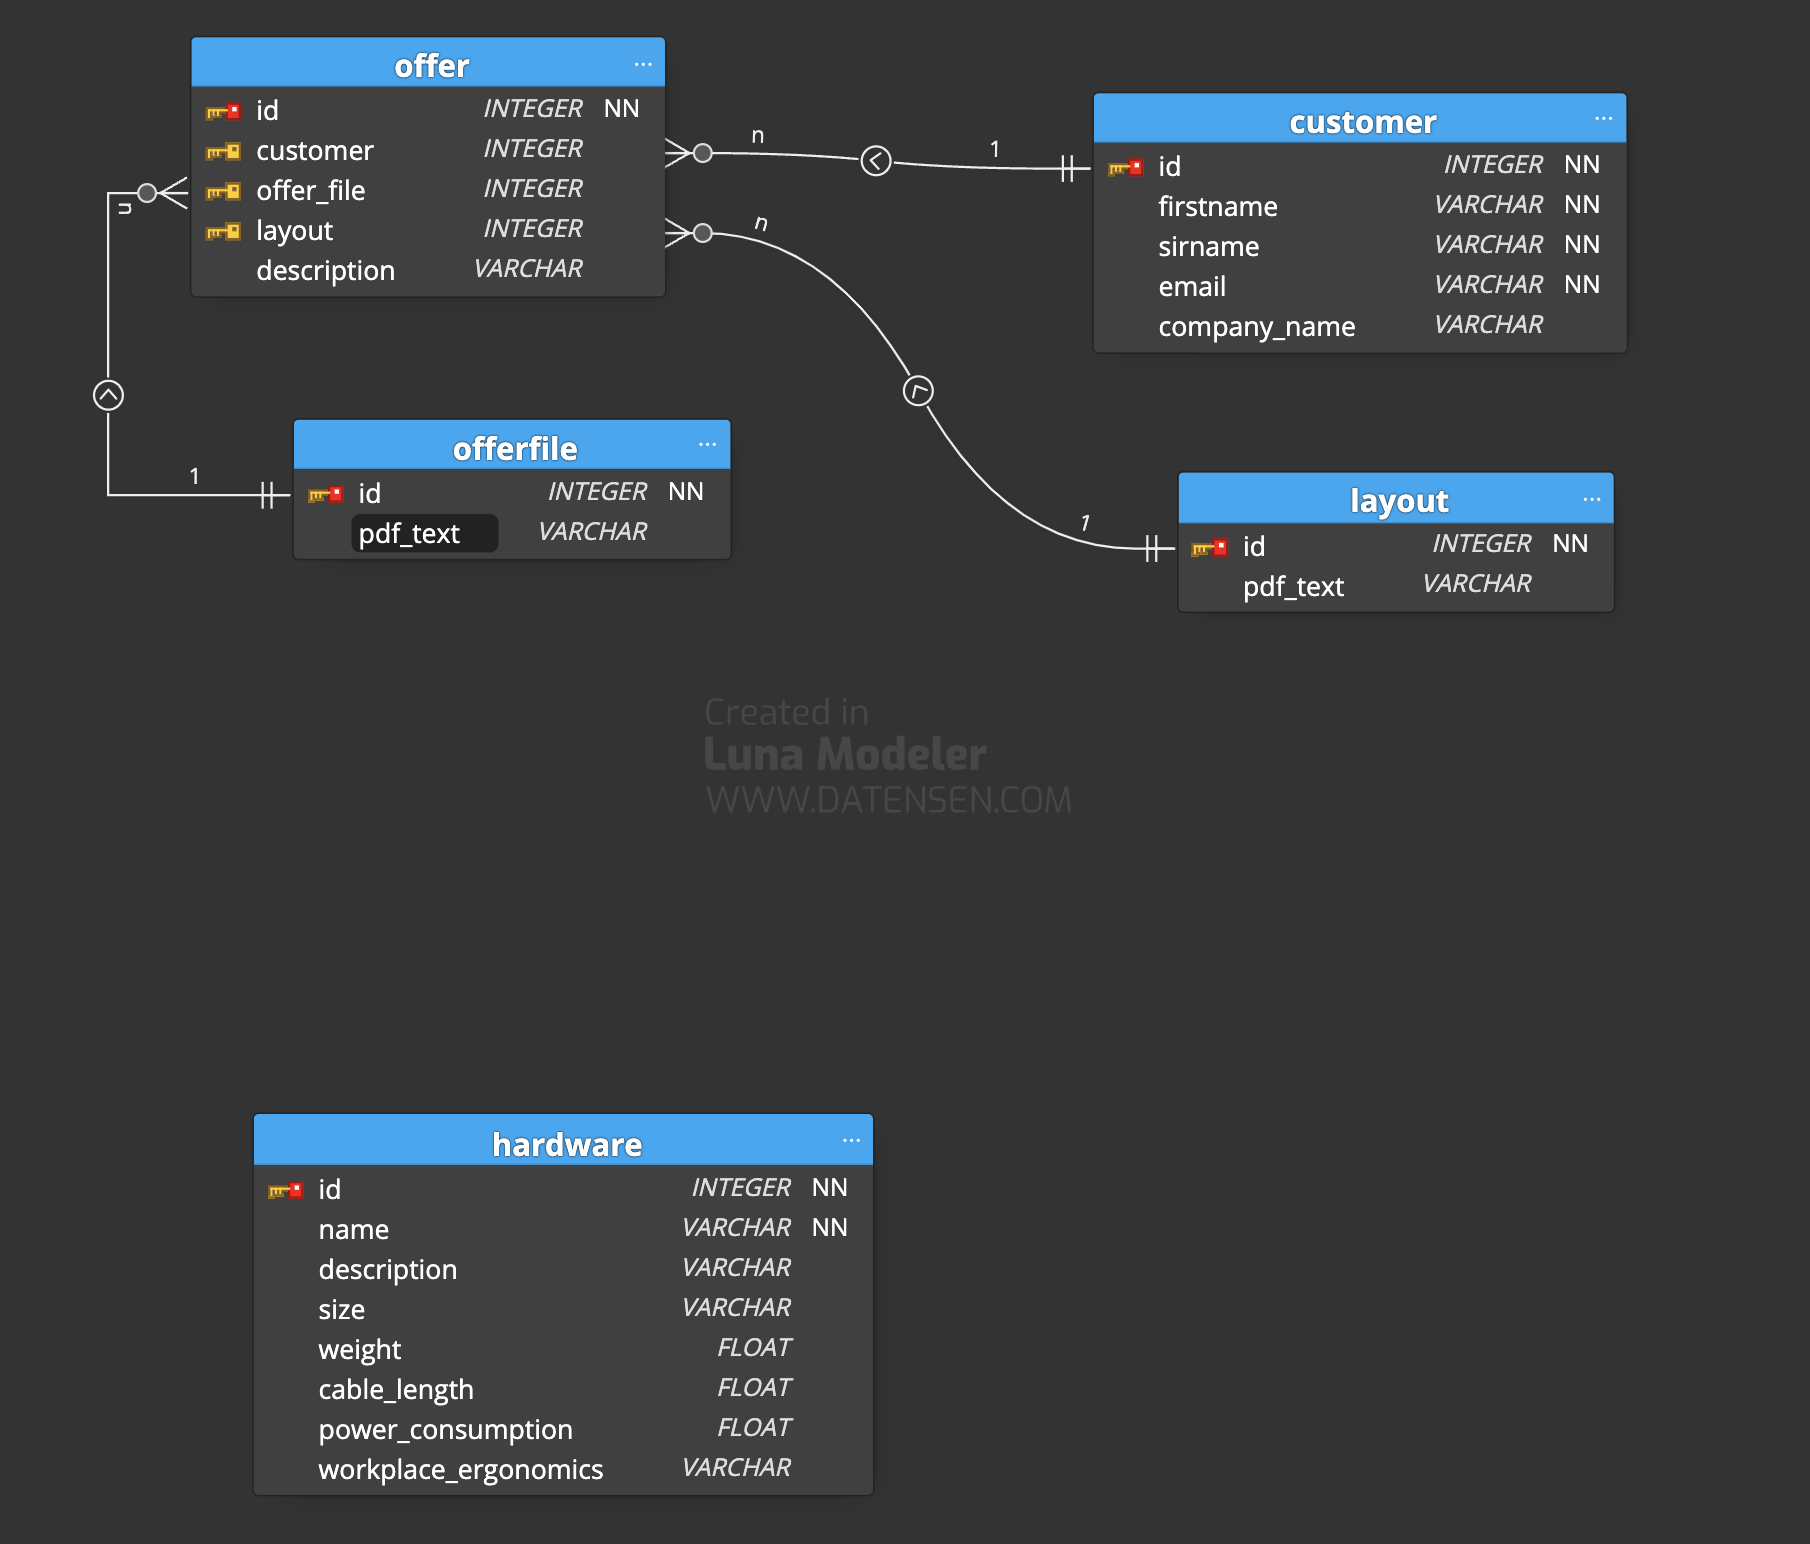 offer ...
id INTEGER NN
customer INTEGER
offer_file INTEGER
layout INTEGER
description VARCHAR
n 1
customer ...
id INTEGER NN
firstname VARCHAR NN
sirname VARCHAR NN
email VARCHAR NN
company_name VARCHAR
n
n
1
offerfile ...
id INTEGER NN
pdf_text VARCHAR
1
layout ...
id INTEGER NN
pdf_text VARCHAR
Created in
Luna Modeler
WWW.DATENSEN.COM
hardware ...
id INTEGER NN
name VARCHAR NN
description VARCHAR
size VARCHAR
weight FLOAT
cable_length FLOAT
power_consumption FLOAT
workplace_ergonomics VARCHAR